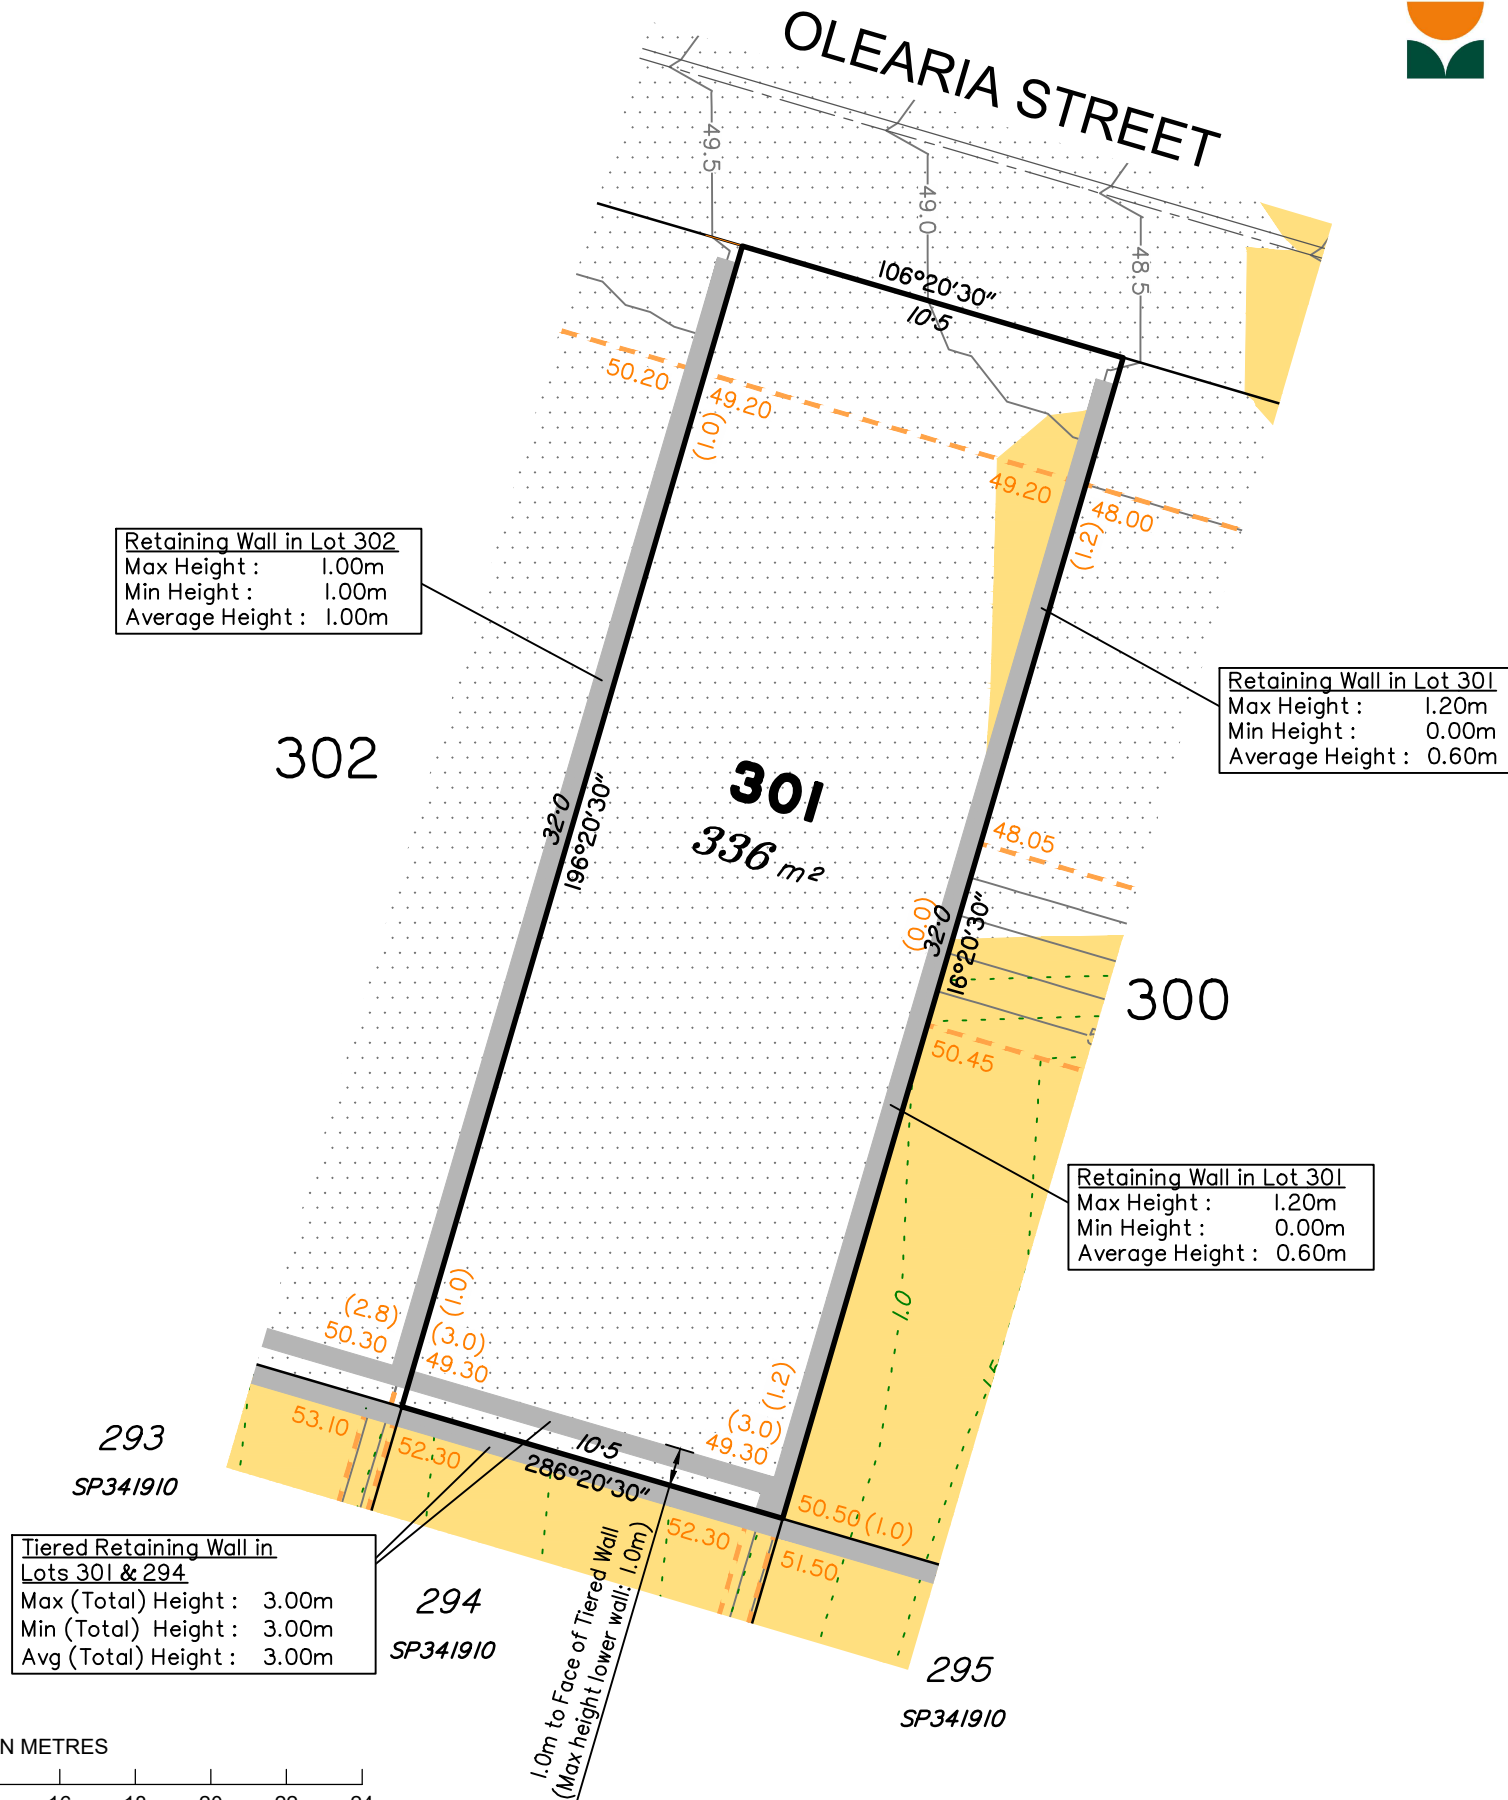 OLEARIA STREET
49.5
49.0
48.5
106°20'30"
10·5
50.20
49.20
(1.0)
49.20
48.00
(1.2)
Retaining Wall in Lot 302
Max Height : 1.00m
Min Height : 1.00m
Average Height : 1.00m
Retaining Wall in Lot 301
Max Height : 1.20m
Min Height : 0.00m
Average Height : 0.60m
302
301
336 m²
32·0
196°20'30"
48.05
(0.0)
32·0
16°20'30"
300
50.45
Retaining Wall in Lot 301
Max Height : 1.20m
Min Height : 0.00m
Average Height : 0.60m
1.0
(2.8)
50.30
(1.0)
(3.0)
49.30
(1.2)
(3.0)
49.30
293
SP341910
53.10
52.30
10·5
286°20'30"
50.50 (1.0)
52.30
51.50
Tiered Retaining Wall in
Lots 301 & 294
Max (Total) Height : 3.00m
Min (Total) Height : 3.00m
Avg (Total) Height : 3.00m
294
SP341910
1.0m to Face of Tiered Wall
(Max height lower wall: 1.0m)
295
SP341910
N METRES